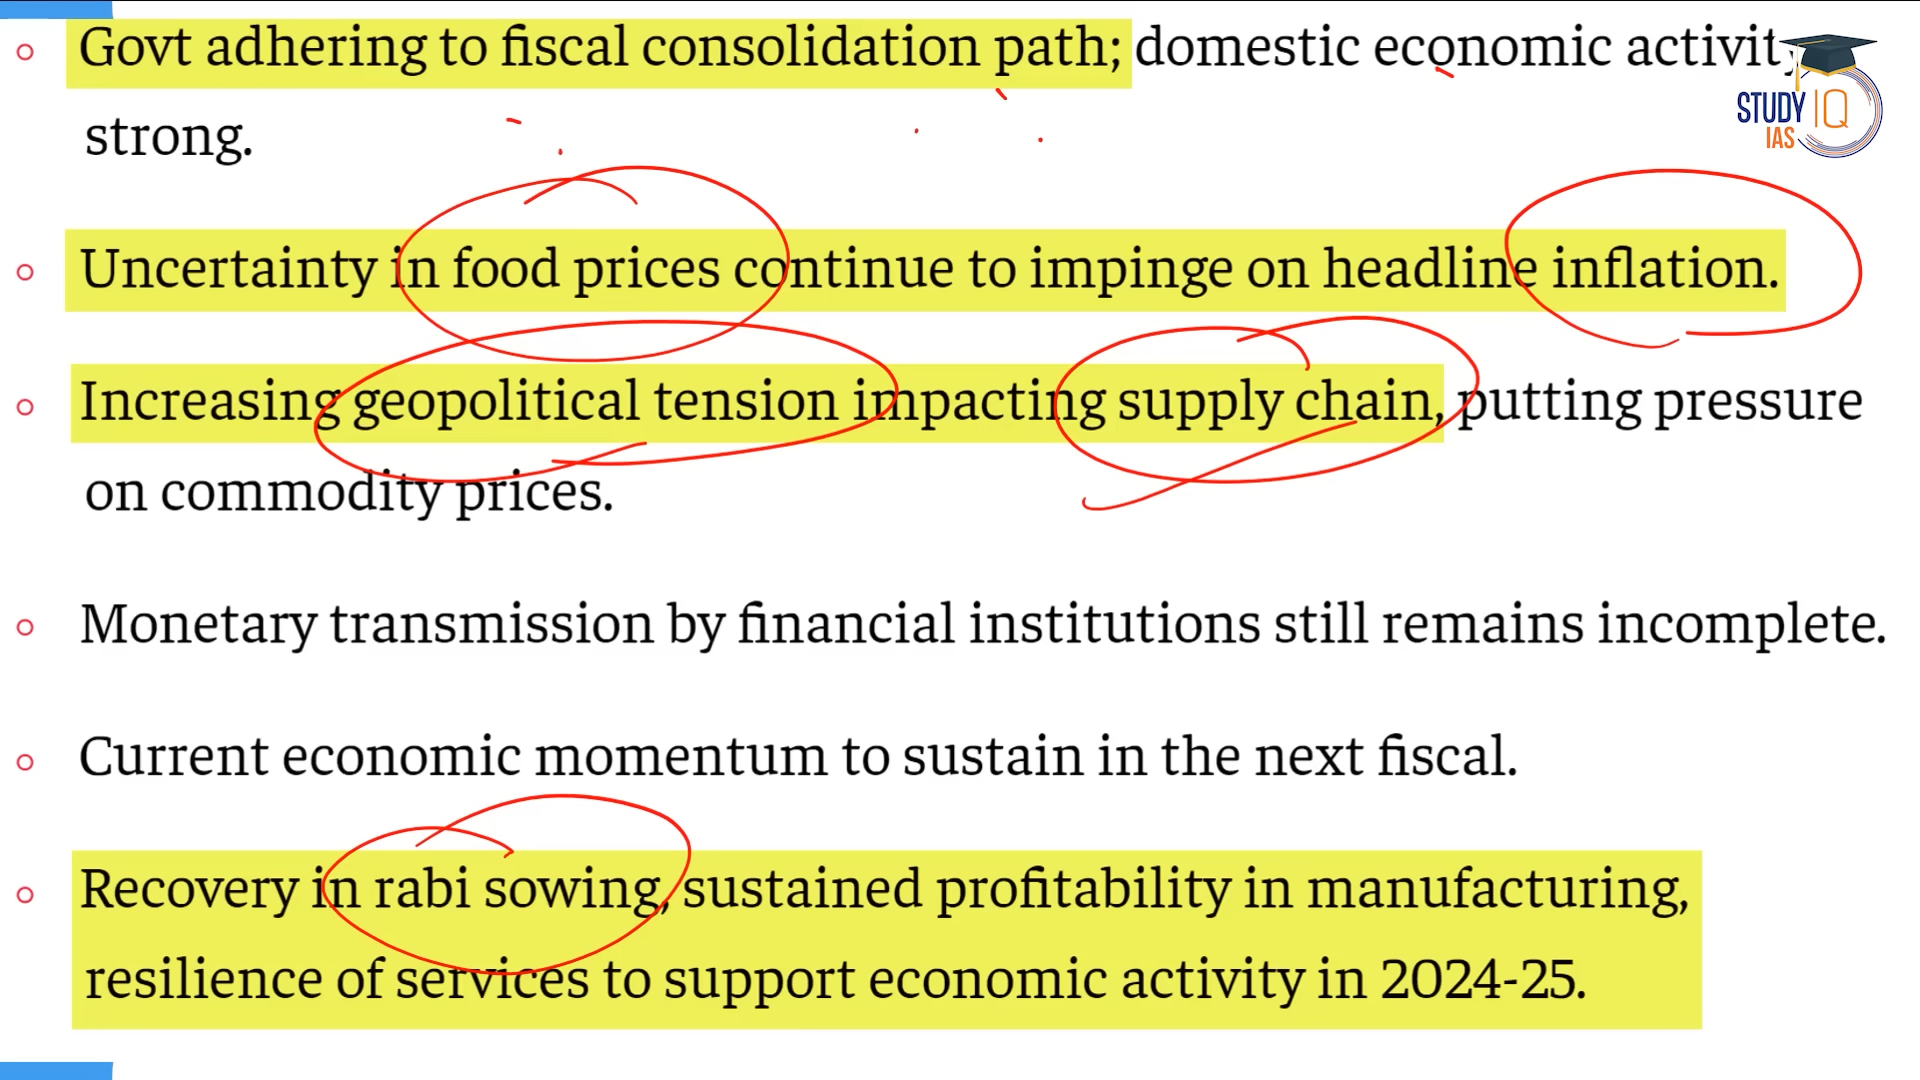 Govt adhering to fiscal consolidation path; domestic economic activity
strong.
STUDY IQ
IAS
Uncertainty in food prices continue to impinge on headline inflation.
Increasing geopolitical tension impacting supply chain, putting pressure
on commodity prices.
Monetary transmission by financial institutions still remains incomplete.
Current economic momentum to sustain in the next fiscal.
Recovery in rabi sowing, sustained profitability in manufacturing,
resilience of services to support economic activity in 2024-25.